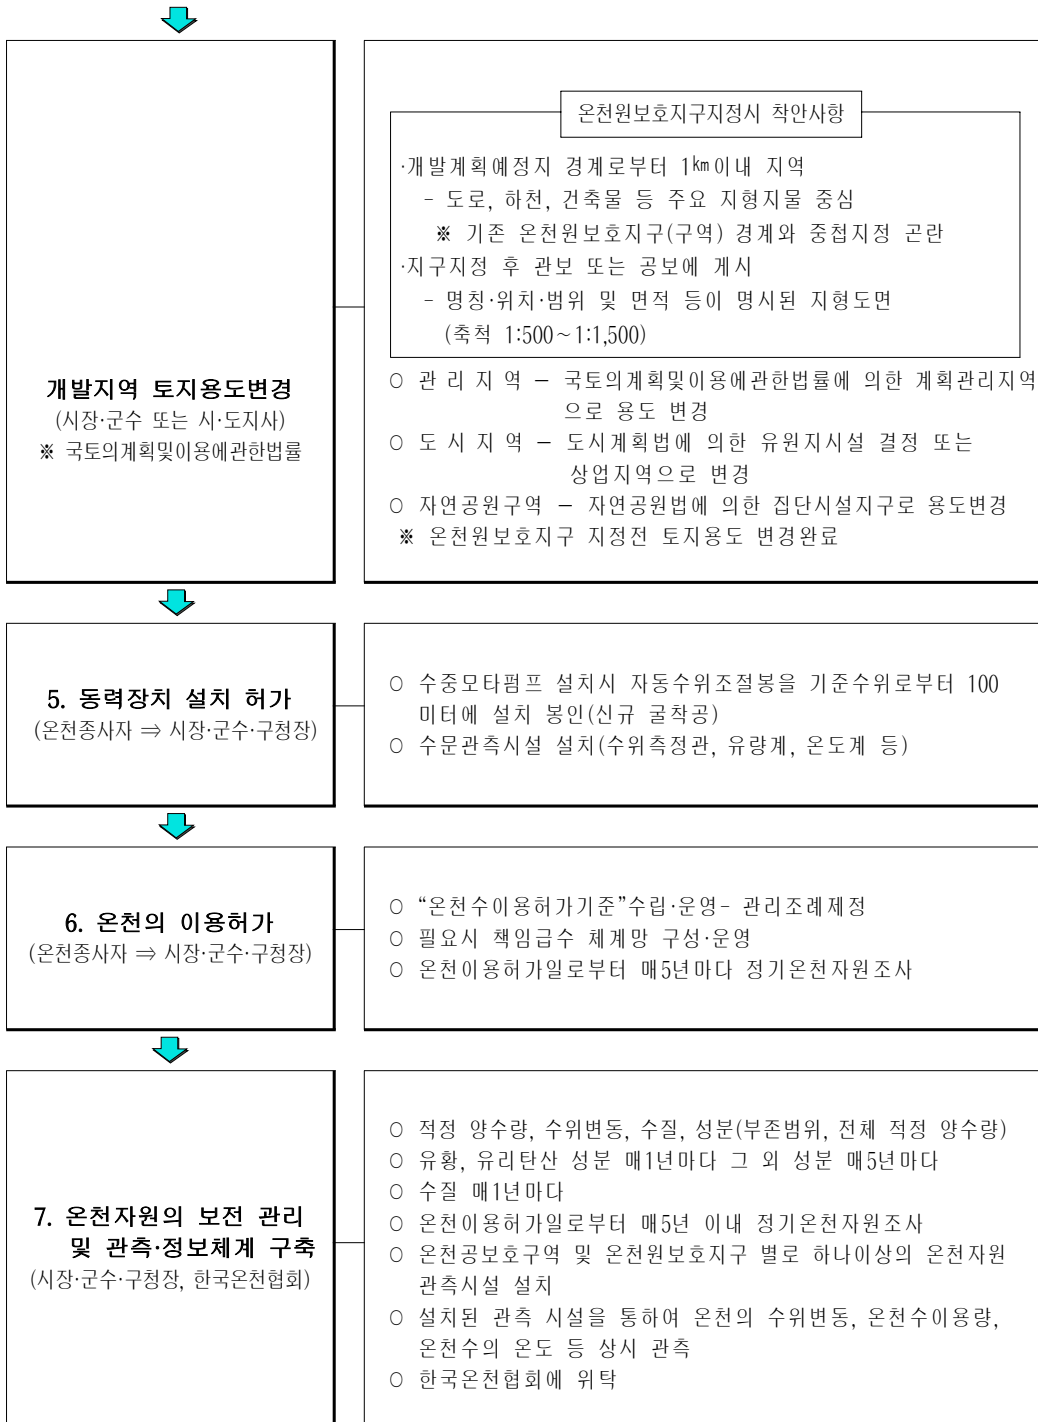 온천원보호지구지정시 착안사항
·개발계획예정지 경계로부터 1㎞이내 지역
- 도로, 하천, 건축물 등 주요 지형지물 중심
※ 기존 온천원보호지구(구역) 경계와 중첩지정 곤란
·지구지정 후 관보 또는 공보에 게시
- 명칭·위치·범위 및 면적 등이 명시된 지형도면
(축척 1:500~1:1,500)
개발지역 토지용도변경
(시장·군수 또는 시·도지사)
※ 국토의계획및이용에관한법률
○ 관 리 지 역 - 국토의계획및이용에관한법률에 의한 계획관리지역
으로 용도 변경
○ 도 시 지 역 - 도시계획법에 의한 유원지시설 결정 또는
상업지역으로 변경
○ 자연공원구역 - 자연공원법에 의한 집단시설지구로 용도변경
※ 온천원보호지구 지정전 토지용도 변경완료
5. 동력장치 설치 허가
(온천종사자 ⇒ 시장·군수·구청장)
○ 수중모타펌프 설치시 자동수위조절봉을 기준수위로부터 100
미터에 설치 봉인(신규 굴착공)
○ 수문관측시설 설치(수위측정관, 유량계, 온도계 등)
6. 온천의 이용허가
(온천종사자 ⇒ 시장·군수·구청장)
○ “온천수이용허가기준”수립·운영- 관리조례제정
○ 필요시 책임급수 체계망 구성·운영
○ 온천이용허가일로부터 매5년마다 정기온천자원조사
7. 온천자원의 보전 관리
및 관측·정보체계 구축
(시장·군수·구청장, 한국온천협회)
○ 적정 양수량, 수위변동, 수질, 성분(부존범위, 전체 적정 양수량)
○ 유황, 유리탄산 성분 매1년마다 그 외 성분 매5년마다
○ 수질 매1년마다
○ 온천이용허가일로부터 매5년 이내 정기온천자원조사
○ 온천공보호구역 및 온천원보호지구 별로 하나이상의 온천자원
관측시설 설치
○ 설치된 관측 시설을 통하여 온천의 수위변동, 온천수이용량,
온천수의 온도 등 상시 관측
○ 한국온천협회에 위탁